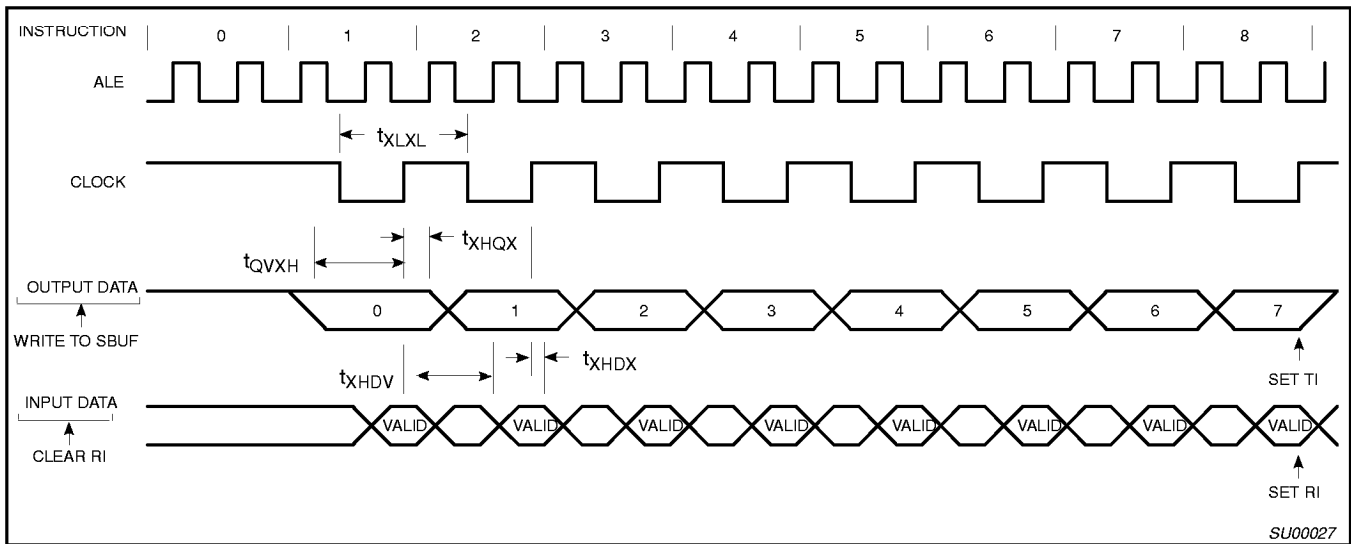 INSTRUCTION 0 1 2 3 4 5 6 7 8
ALE
tXLXL
CLOCK
tXHQX
tQVXH
OUTPUT DATA
0 1 2 3 4 5 6 7
WRITE TO SBUF
tXHDX
tXHDV
SET TI
INPUT DATA
VALID VALID VALID VALID VALID VALID VALID VALID
CLEAR RI
SET RI
SU00027